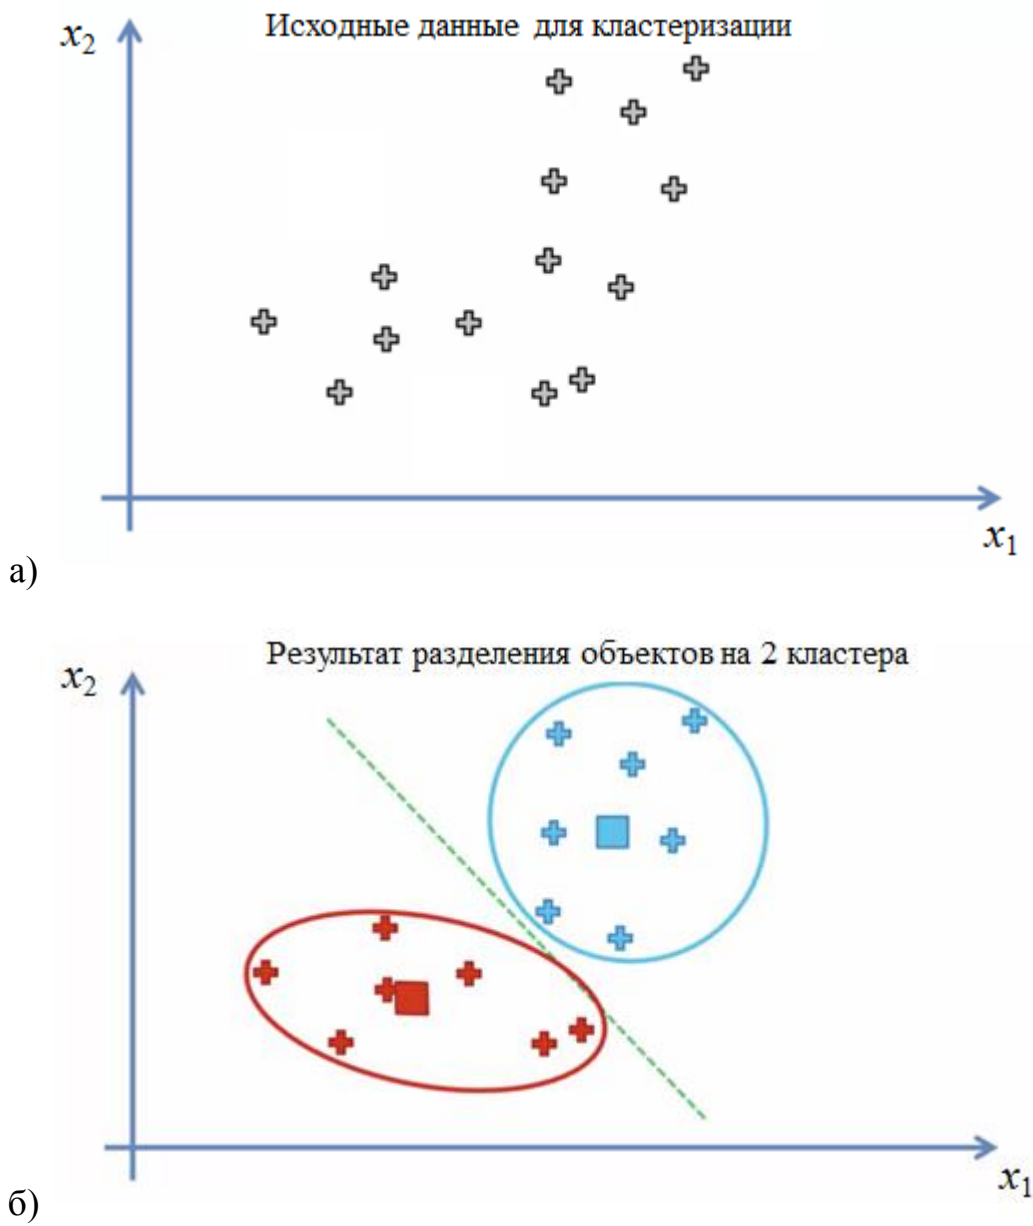 Исходные данные для кластеризации
x₂
x₁
а)
Результат разделения объектов на 2 кластера
x₂
x₁
б)